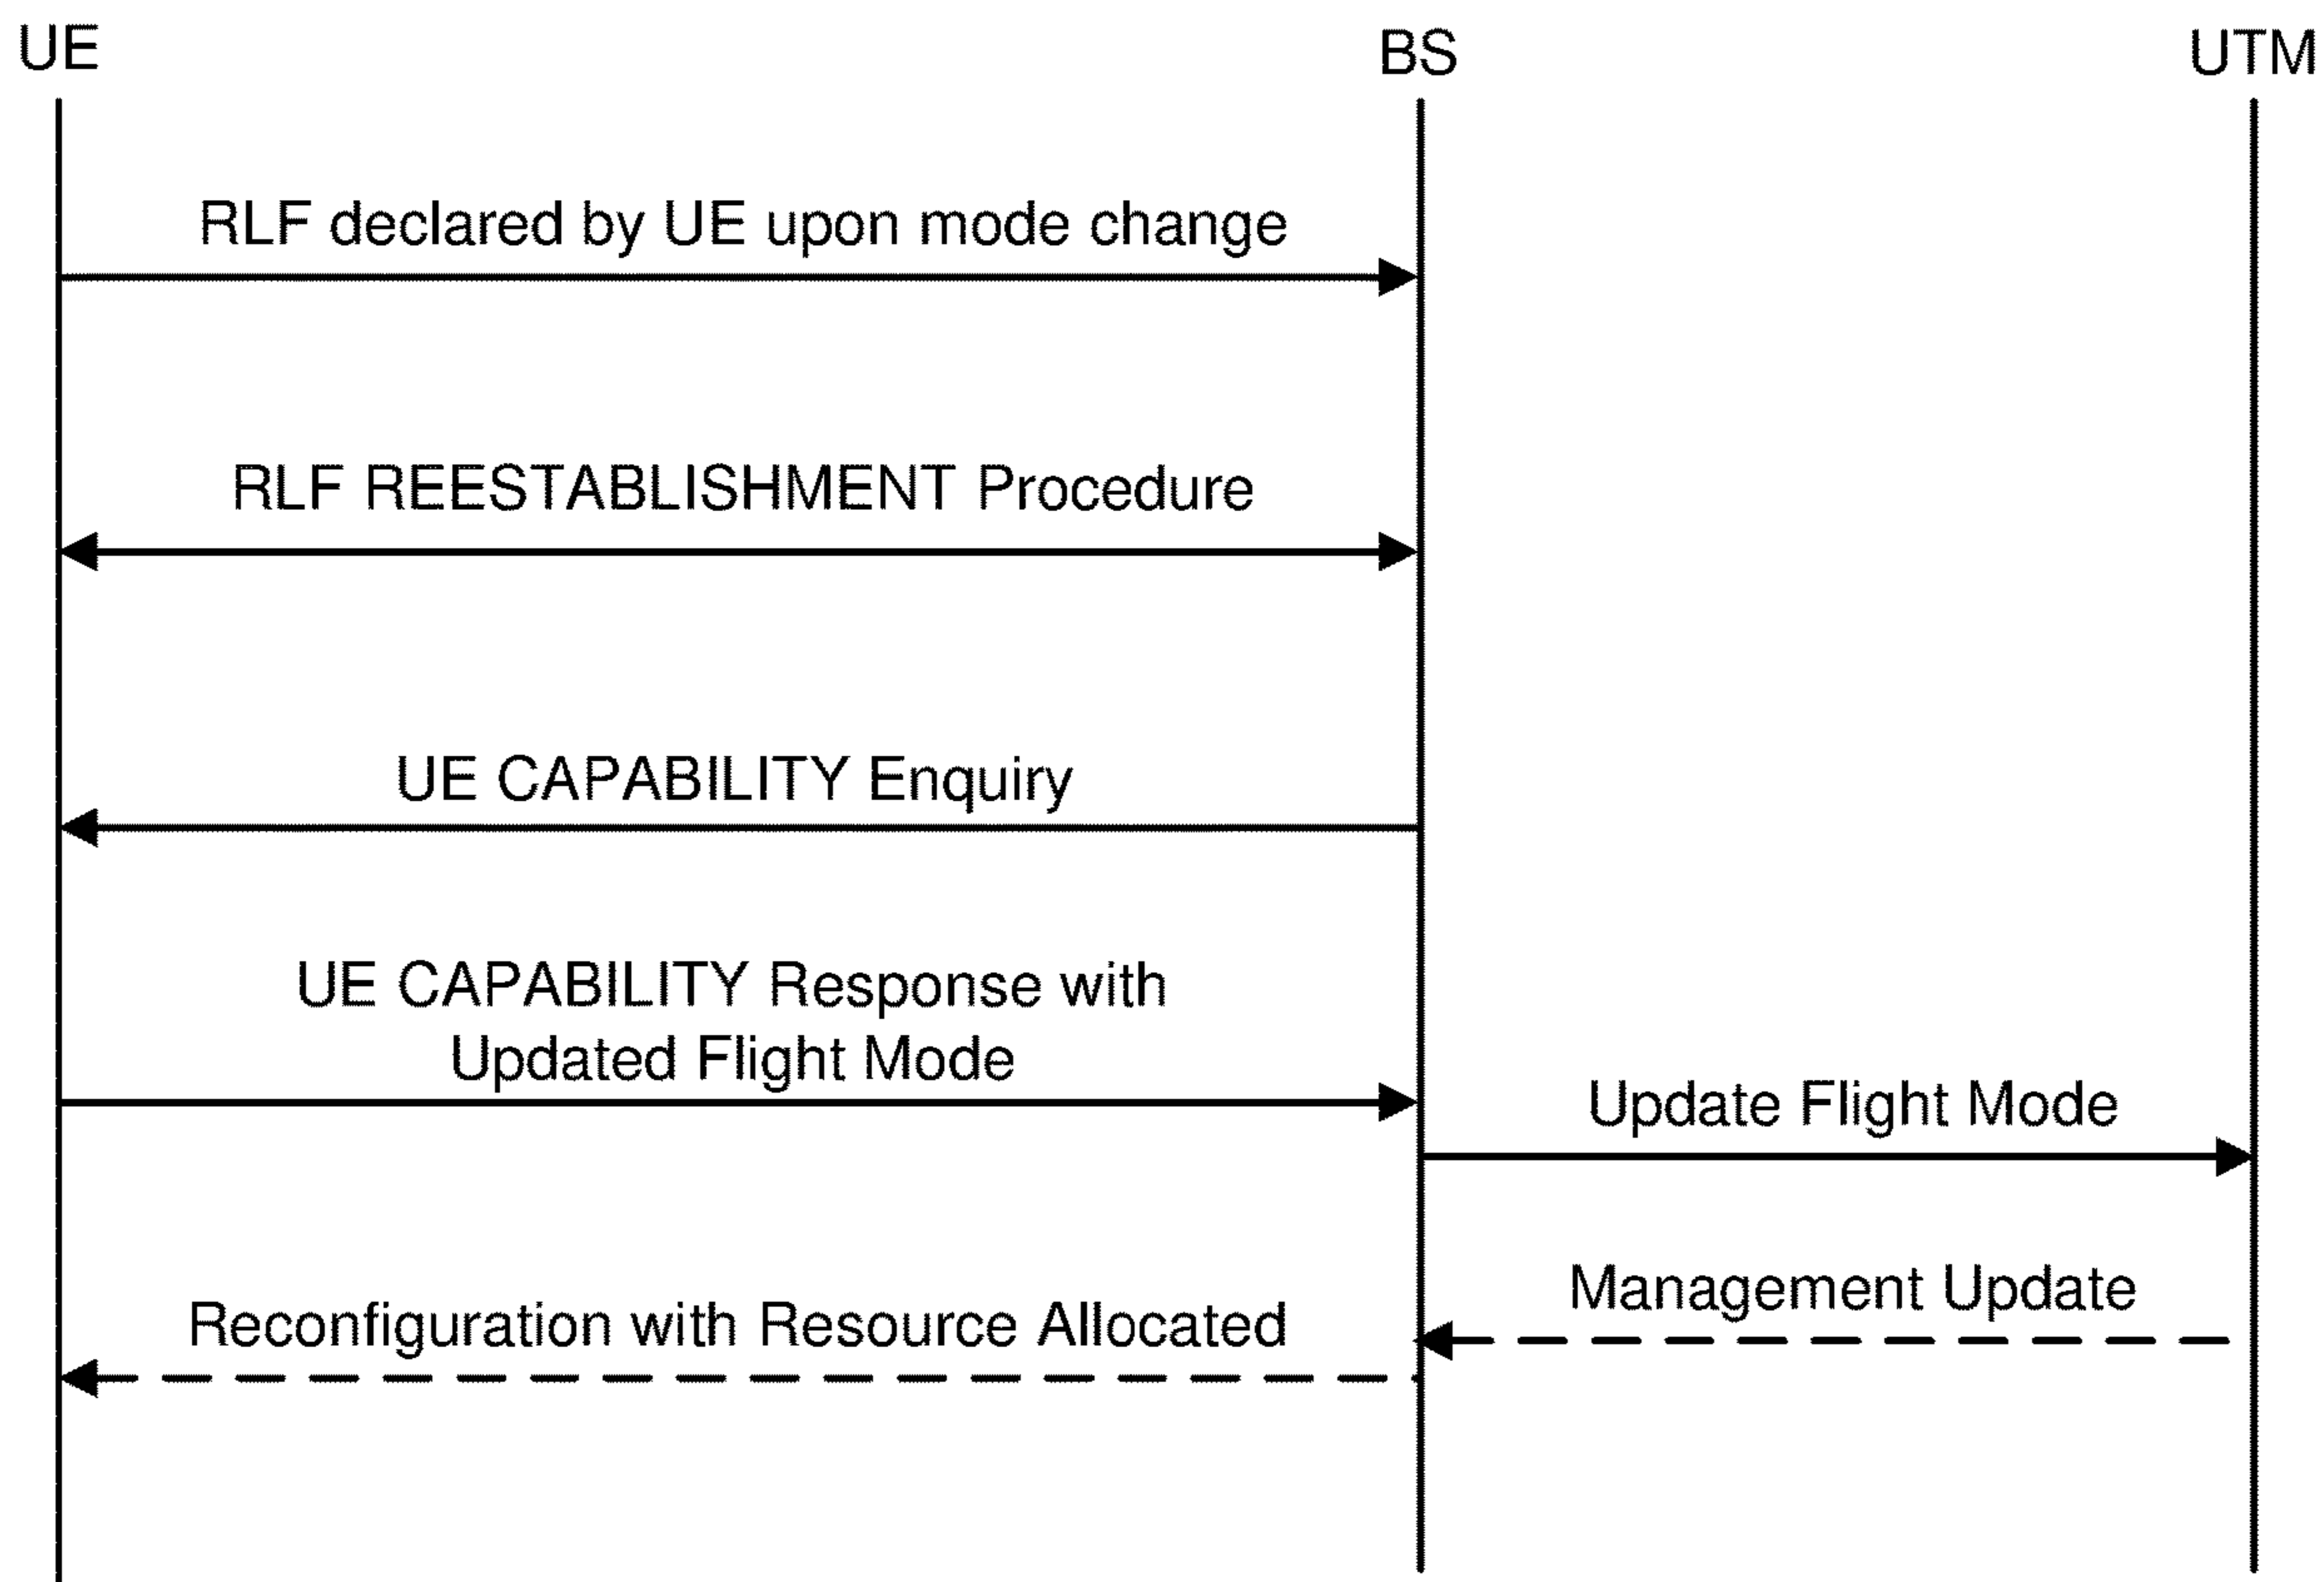 UE
BS
UTM
RLF declared by UE upon mode change
RLF REESTABLISHMENT Procedure
UE CAPABILITY Enquiry
UE CAPABILITY Response with
Updated Flight Mode
Update Flight Mode
Management Update
Reconfiguration with Resource Allocated